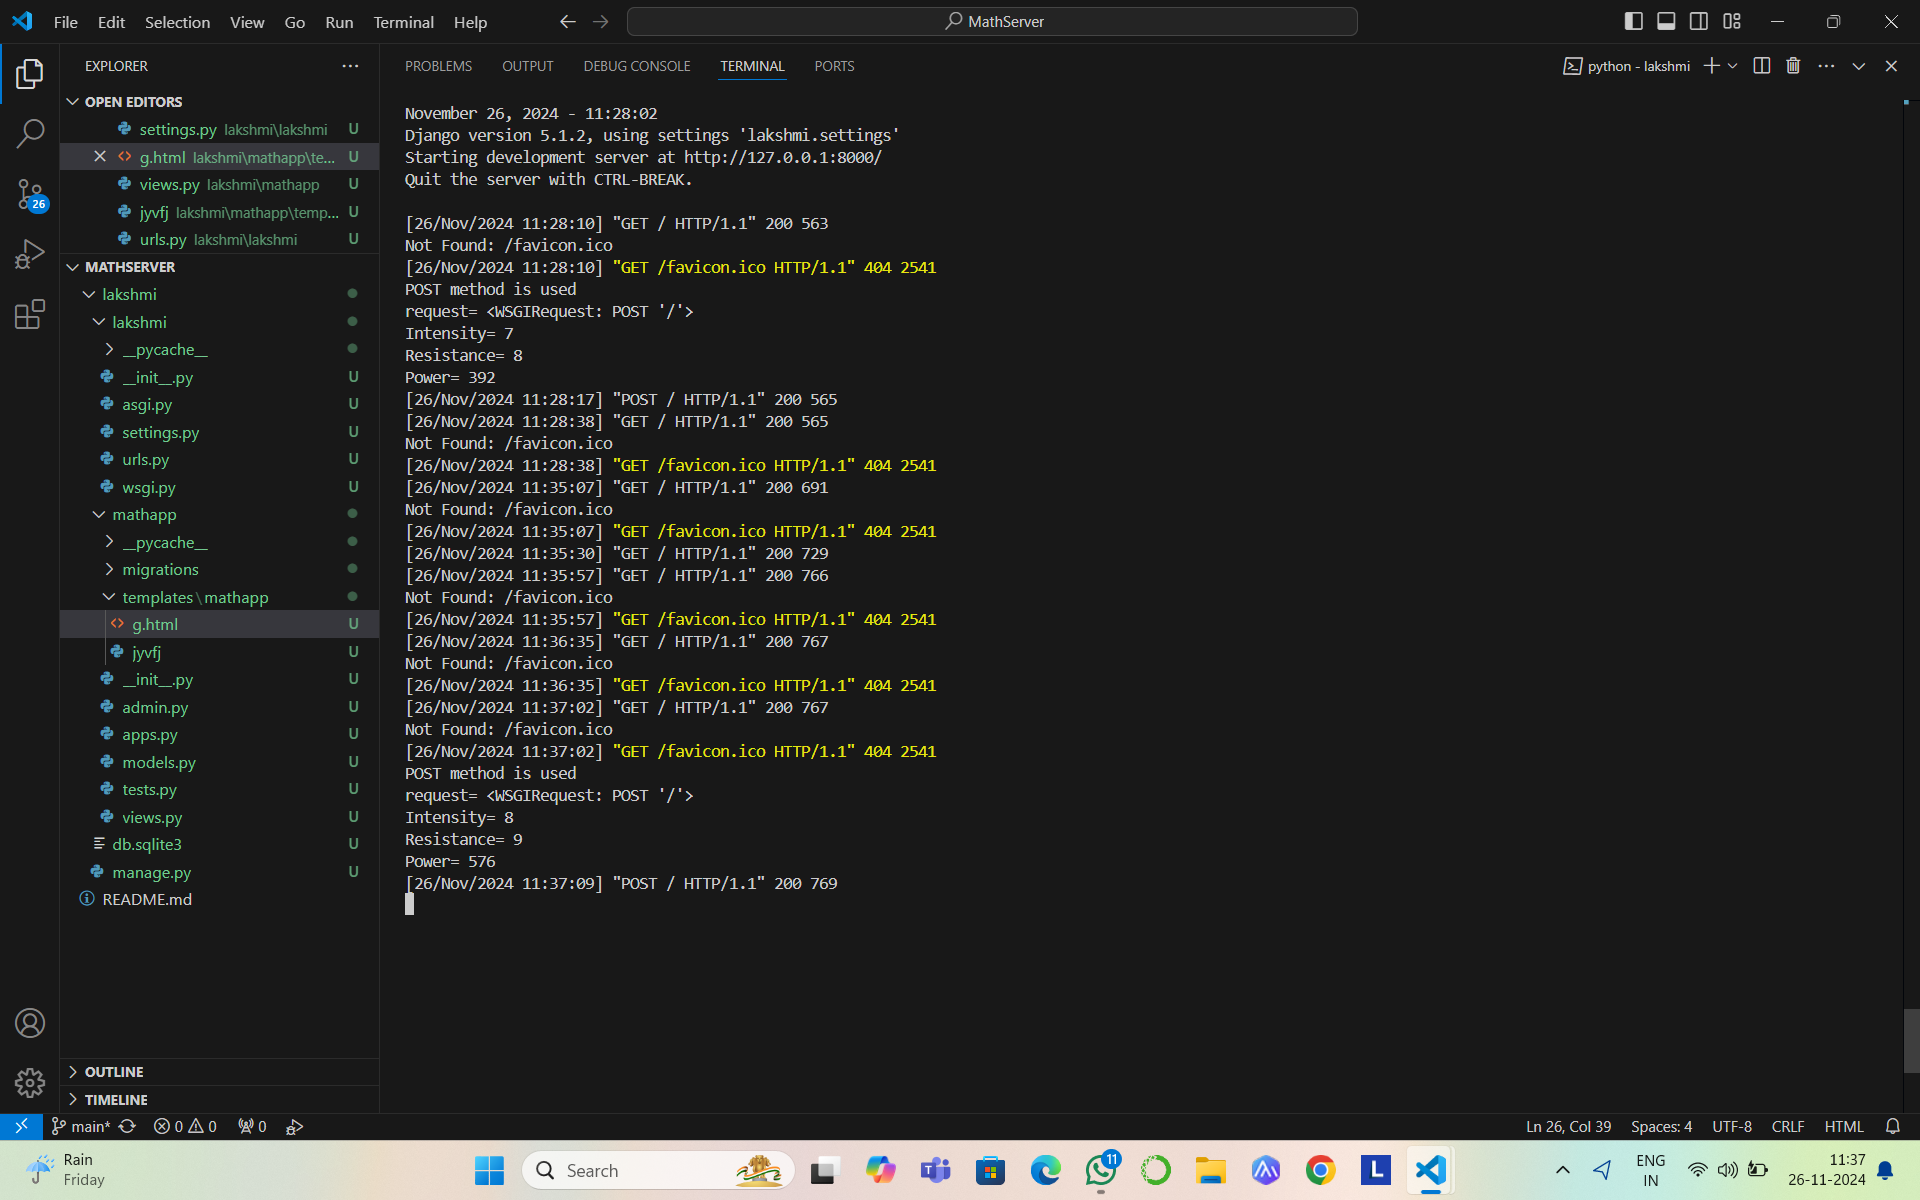 File Edit Selection View Go Run Terminal Help
MathServer
EXPLORER
OPEN EDITORS
settings.py lakshmi\lakshmi U
g.html lakshmi\mathapp\te... U
views.py lakshmi\mathapp U
jyvfj lakshmi\mathapp\temp... U
urls.py lakshmi\lakshmi U
MATHSERVER
lakshmi
lakshmi
__pycache__
__init__.py U
asgi.py U
settings.py U
urls.py U
wsgi.py U
mathapp
__pycache__
migrations
templates\mathapp
g.html U
jyvfj U
__init__.py U
admin.py U
apps.py U
models.py U
tests.py U
views.py U
db.sqlite3 U
manage.py U
README.md
OUTLINE
TIMELINE
26
PROBLEMS OUTPUT DEBUG CONSOLE TERMINAL PORTS
python - lakshmi
November 26, 2024 - 11:28:02
Django version 5.1.2, using settings 'lakshmi.settings'
Starting development server at http://127.0.0.1:8000/
Quit the server with CTRL-BREAK.
[26/Nov/2024 11:28:10] "GET / HTTP/1.1" 200 563
Not Found: /favicon.ico
[26/Nov/2024 11:28:10] "GET /favicon.ico HTTP/1.1" 404 2541
POST method is used
request= <WSGIRequest: POST '/'>
Intensity= 7
Resistance= 8
Power= 392
[26/Nov/2024 11:28:17] "POST / HTTP/1.1" 200 565
[26/Nov/2024 11:28:38] "GET / HTTP/1.1" 200 565
Not Found: /favicon.ico
[26/Nov/2024 11:28:38] "GET /favicon.ico HTTP/1.1" 404 2541
[26/Nov/2024 11:35:07] "GET / HTTP/1.1" 200 691
Not Found: /favicon.ico
[26/Nov/2024 11:35:07] "GET /favicon.ico HTTP/1.1" 404 2541
[26/Nov/2024 11:35:30] "GET / HTTP/1.1" 200 729
[26/Nov/2024 11:35:57] "GET / HTTP/1.1" 200 766
Not Found: /favicon.ico
[26/Nov/2024 11:35:57] "GET /favicon.ico HTTP/1.1" 404 2541
[26/Nov/2024 11:36:35] "GET / HTTP/1.1" 200 767
Not Found: /favicon.ico
[26/Nov/2024 11:36:35] "GET /favicon.ico HTTP/1.1" 404 2541
[26/Nov/2024 11:37:02] "GET / HTTP/1.1" 200 767
Not Found: /favicon.ico
[26/Nov/2024 11:37:02] "GET /favicon.ico HTTP/1.1" 404 2541
POST method is used
request= <WSGIRequest: POST '/'>
Intensity= 8
Resistance= 9
Power= 576
[26/Nov/2024 11:37:09] "POST / HTTP/1.1" 200 769
main* 0 0 0
Ln 26, Col 39 Spaces: 4 UTF-8 CRLF HTML
Rain
Friday
Search
11
L
ENG
IN
11:37
26-11-2024